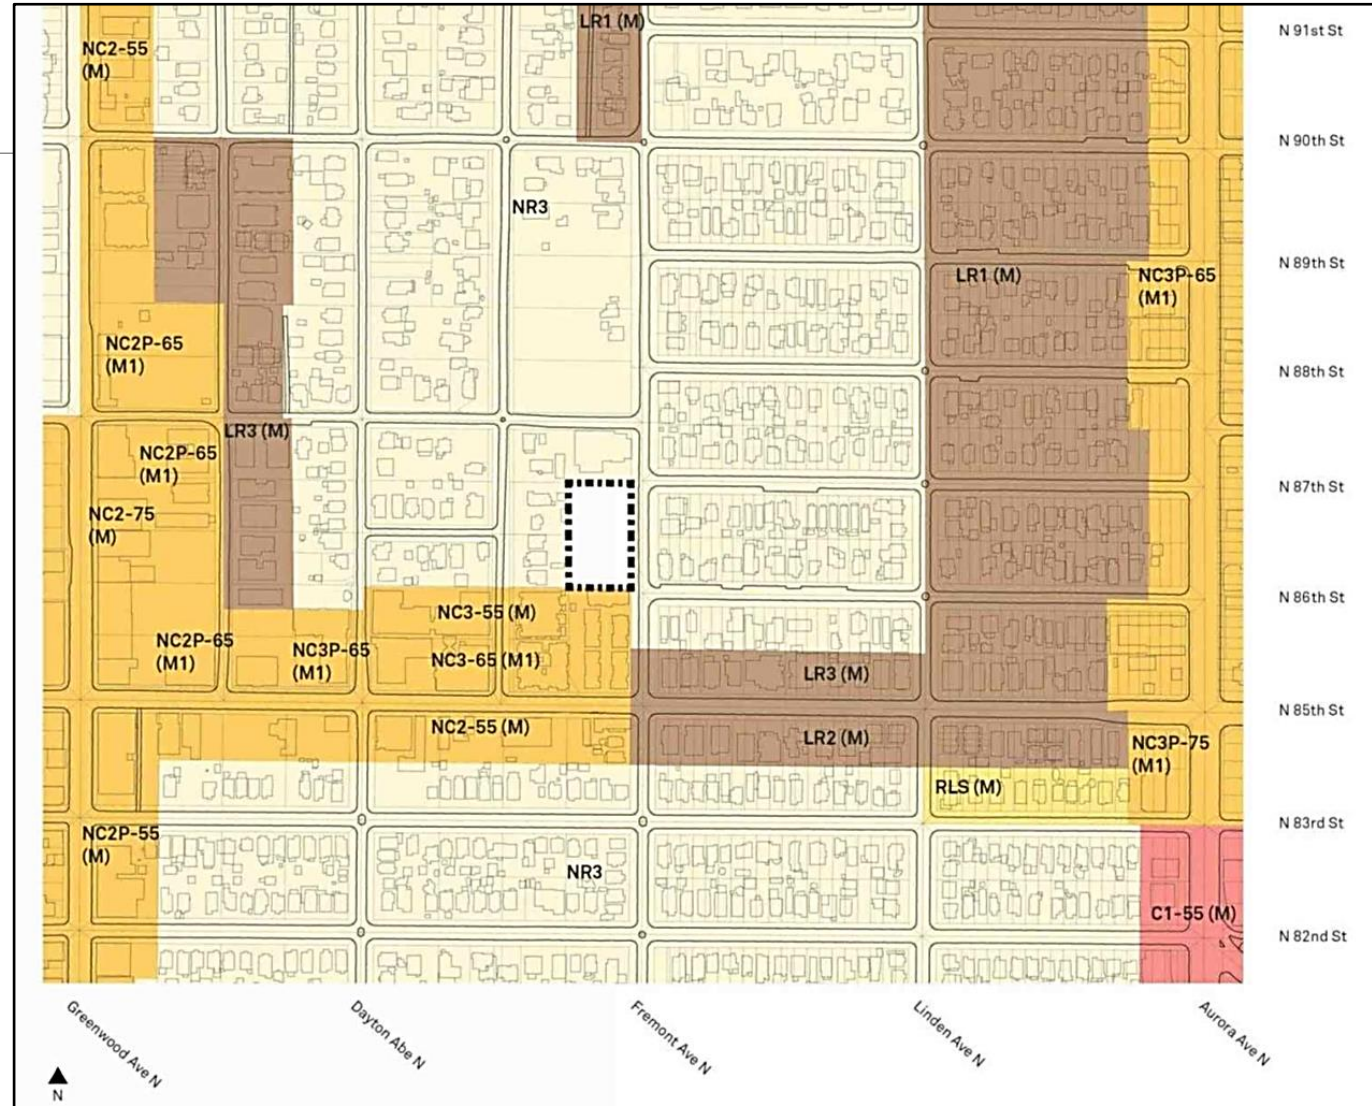 LR1 (M)
N 91st St
NC2-55
(M)
N 90th St
NR3
N 89th St
LR1 (M)
NC3P-65
(M1)
NC2P-65
(M1)
N 88th St
LR3 (M)
NC2P-65
(M1)
N 87th St
NC2-75
(M)
N 86th St
NC3-55 (M)
NC2P-65
(M1)
NC3P-65
(M1)
NC3-65 (M1)
LR3 (M)
N 85th St
NC2-55 (M)
LR2 (M)
NC3P-75
(M1)
RLS (M)
N 83rd St
NC2P-55
(M)
NR3
C1-55 (M)
N 82nd St
Greenwood Ave N
Dayton Abe N
Fremont Ave N
Linden Ave N
Aurora Ave N
N